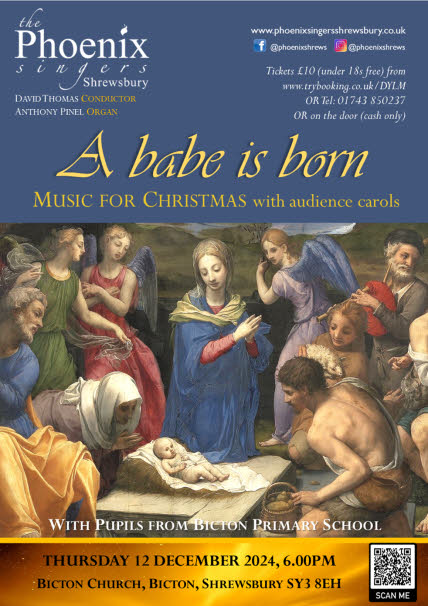 the
Phoenix
singers
Shrewsbury
DAVID THOMAS CONDUCTOR
ANTHONY PINEL ORGAN
www.phoenixsingersshrewsbury.co.uk
@phoenixshrews @phoenixshrews
Tickets £10 (under 18s free) from
www.trybooking.co.uk/DYLM
OR Tel: 01743 850237
OR on the door (cash only)
A babe is born
MUSIC FOR CHRISTMAS with audience carols
WITH PUPILS FROM BICTON PRIMARY SCHOOL
THURSDAY 12 DECEMBER 2024, 6.00PM
BICTON CHURCH, BICTON, SHREWSBURY SY3 8EH
SCAN ME